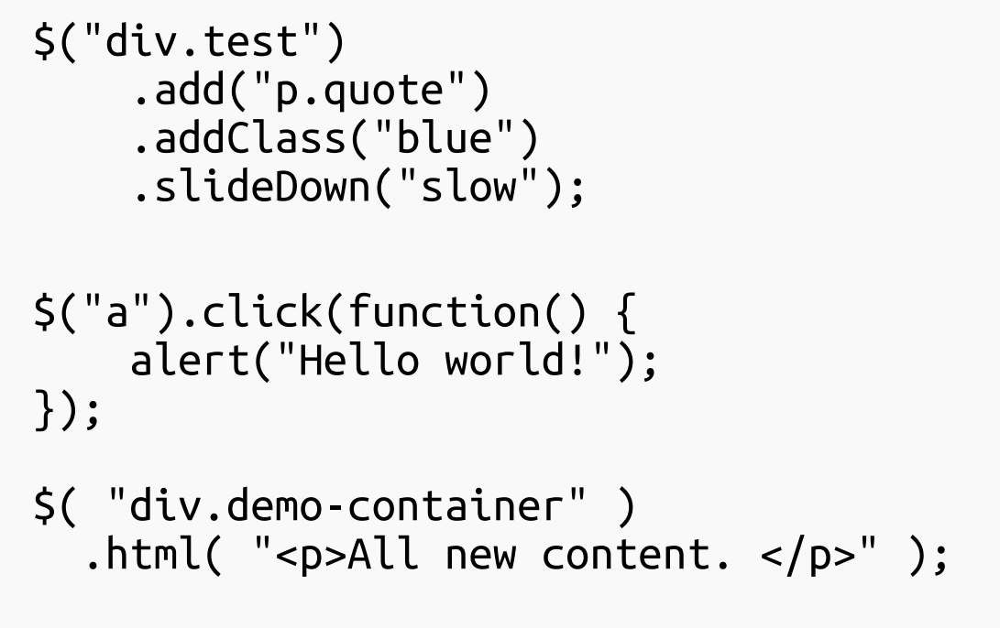 $("div.test")
    .add("p.quote")
    .addClass("blue")
    .slideDown("slow");
$("a").click(function() {
    alert("Hello world!");
});
$( "div.demo-container" )
  .html( "<p>All new content. </p>" );